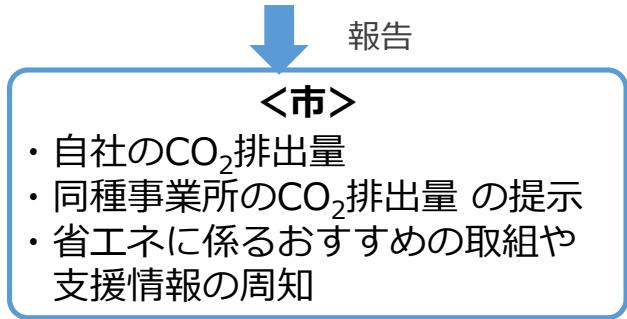 報告
<市>
・自社のCO₂排出量
・同種事業所のCO₂排出量 の提示
・省エネに係るおすすめの取組や
支援情報の周知